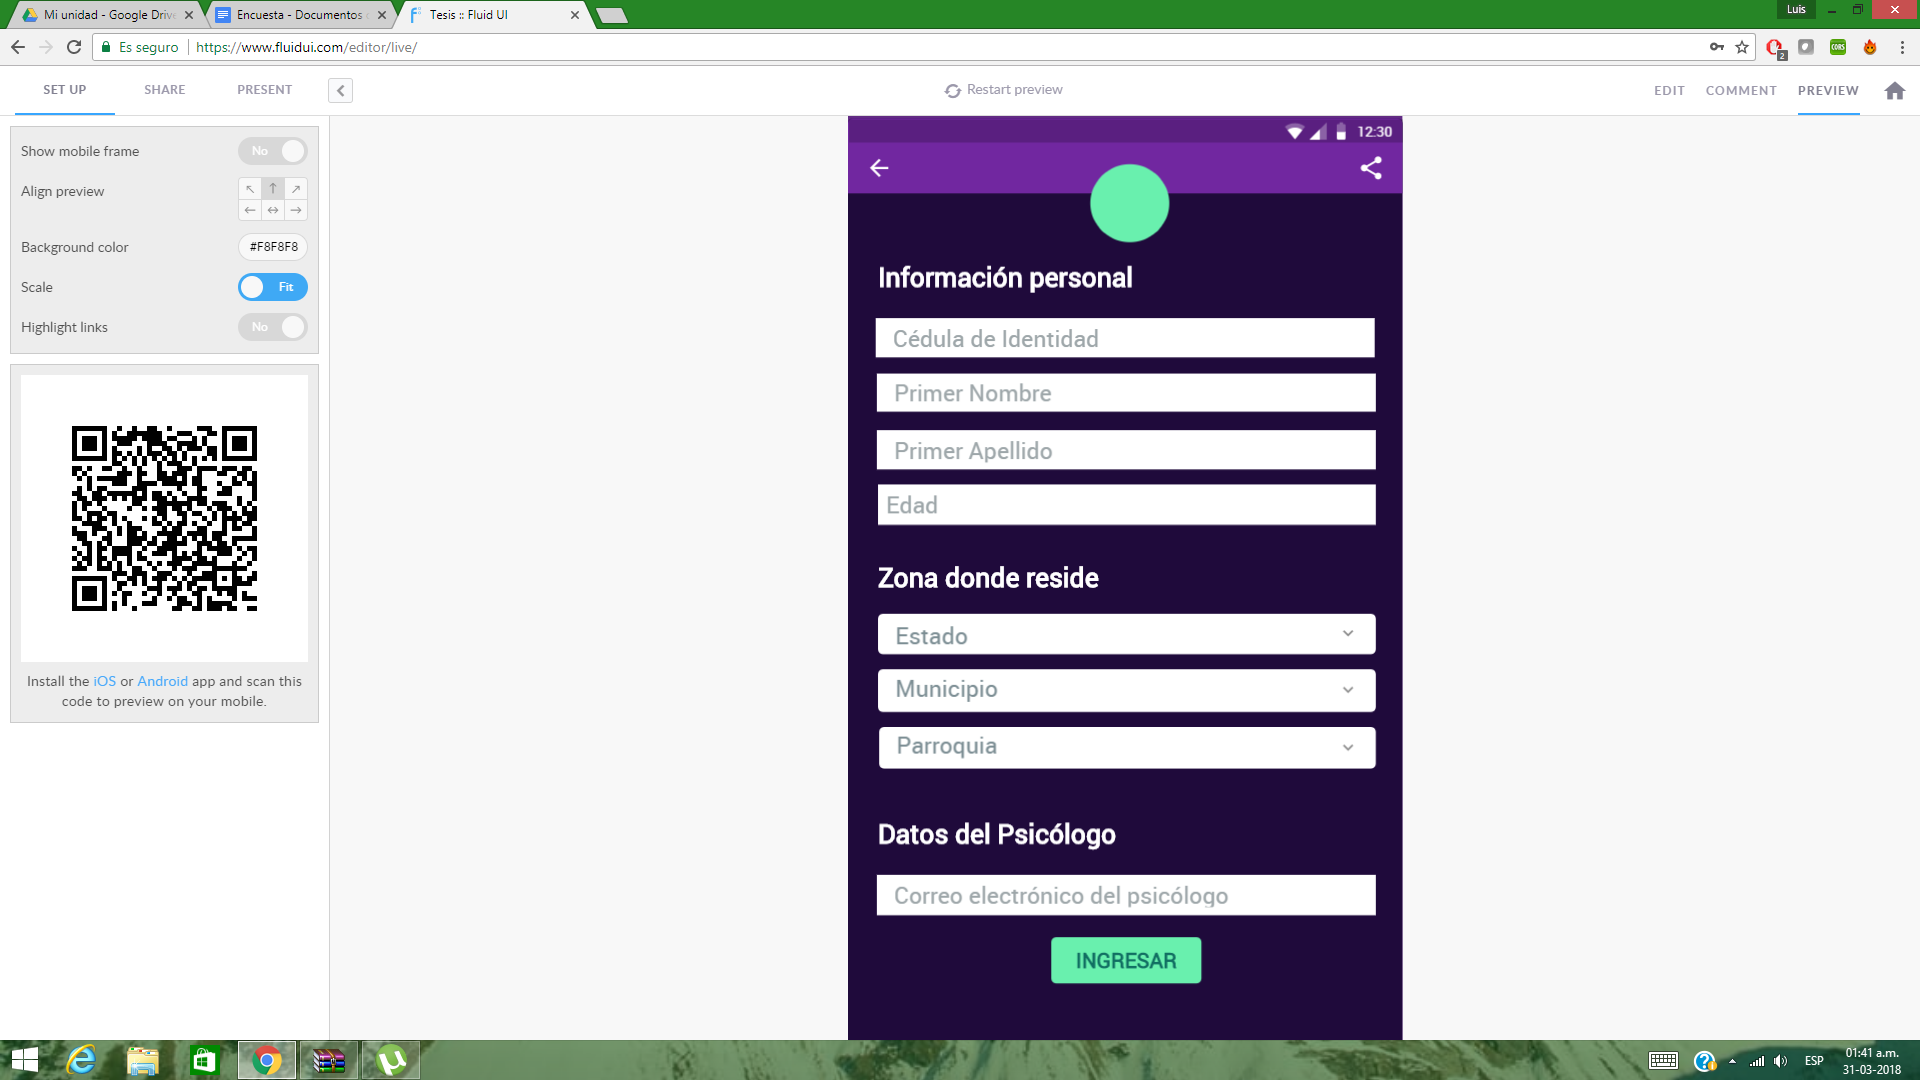 Luis
Mi unidad - Google Driv
Encuesta - Documentos
Tesis :: Fluid UI
Es seguro
https://www.fluidui.com/editor/live/
2
CORS
SET UP
SHARE
PRESENT
Restart preview
EDIT
COMMENT
PREVIEW
Show mobile frame
No
Align preview
Background color
#F8F8F8
Scale
Fit
Highlight links
No
Install the iOS or Android app and scan this
code to preview on your mobile.
12:30
Información personal
Cédula de Identidad
Primer Nombre
Primer Apellido
Edad
Zona donde reside
Estado
Municipio
Parroquia
Datos del Psicólogo
Correo electrónico del psicólogo
INGRESAR
ESP
01:41 a.m.
31-03-2018